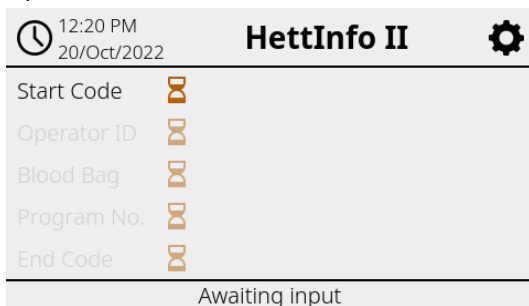 12:20 PM
20/Oct/2022
HettInfo II
Start Code
Operator ID
Blood Bag
Program No.
End Code
Awaiting input